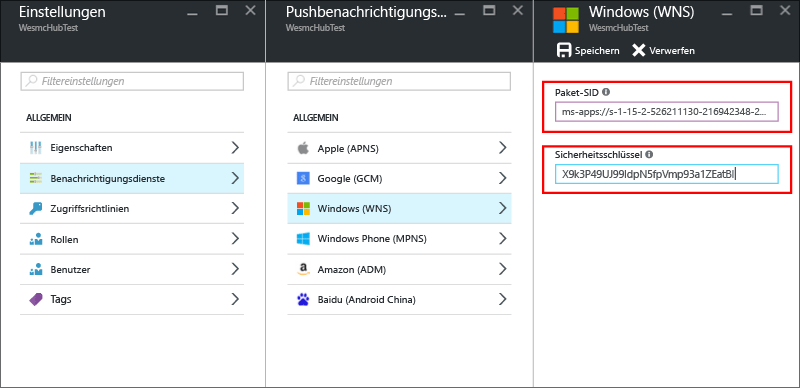 Einstellungen
WesmcHubTest
Filtereinstellungen
ALLGEMEIN
Eigenschaften
Benachrichtigungsdienste
Zugriffsrichtlinien
Rollen
Benutzer
Tags
Pushbenachrichtigungs...
WesmcHubTest
Filtereinstellungen
ALLGEMEIN
Apple (APNS)
Google (GCM)
Windows (WNS)
Windows Phone (MPNS)
Amazon (ADM)
Baidu (Android China)
Windows (WNS)
WesmcHubTest
Speichern Verwerfen
Paket-SID
ms-apps://s-1-15-2-526211130-216942348-2...
Sicherheitsschlüssel
X9k3P49UJ99ldpN5fpVmp93a1ZEatBl